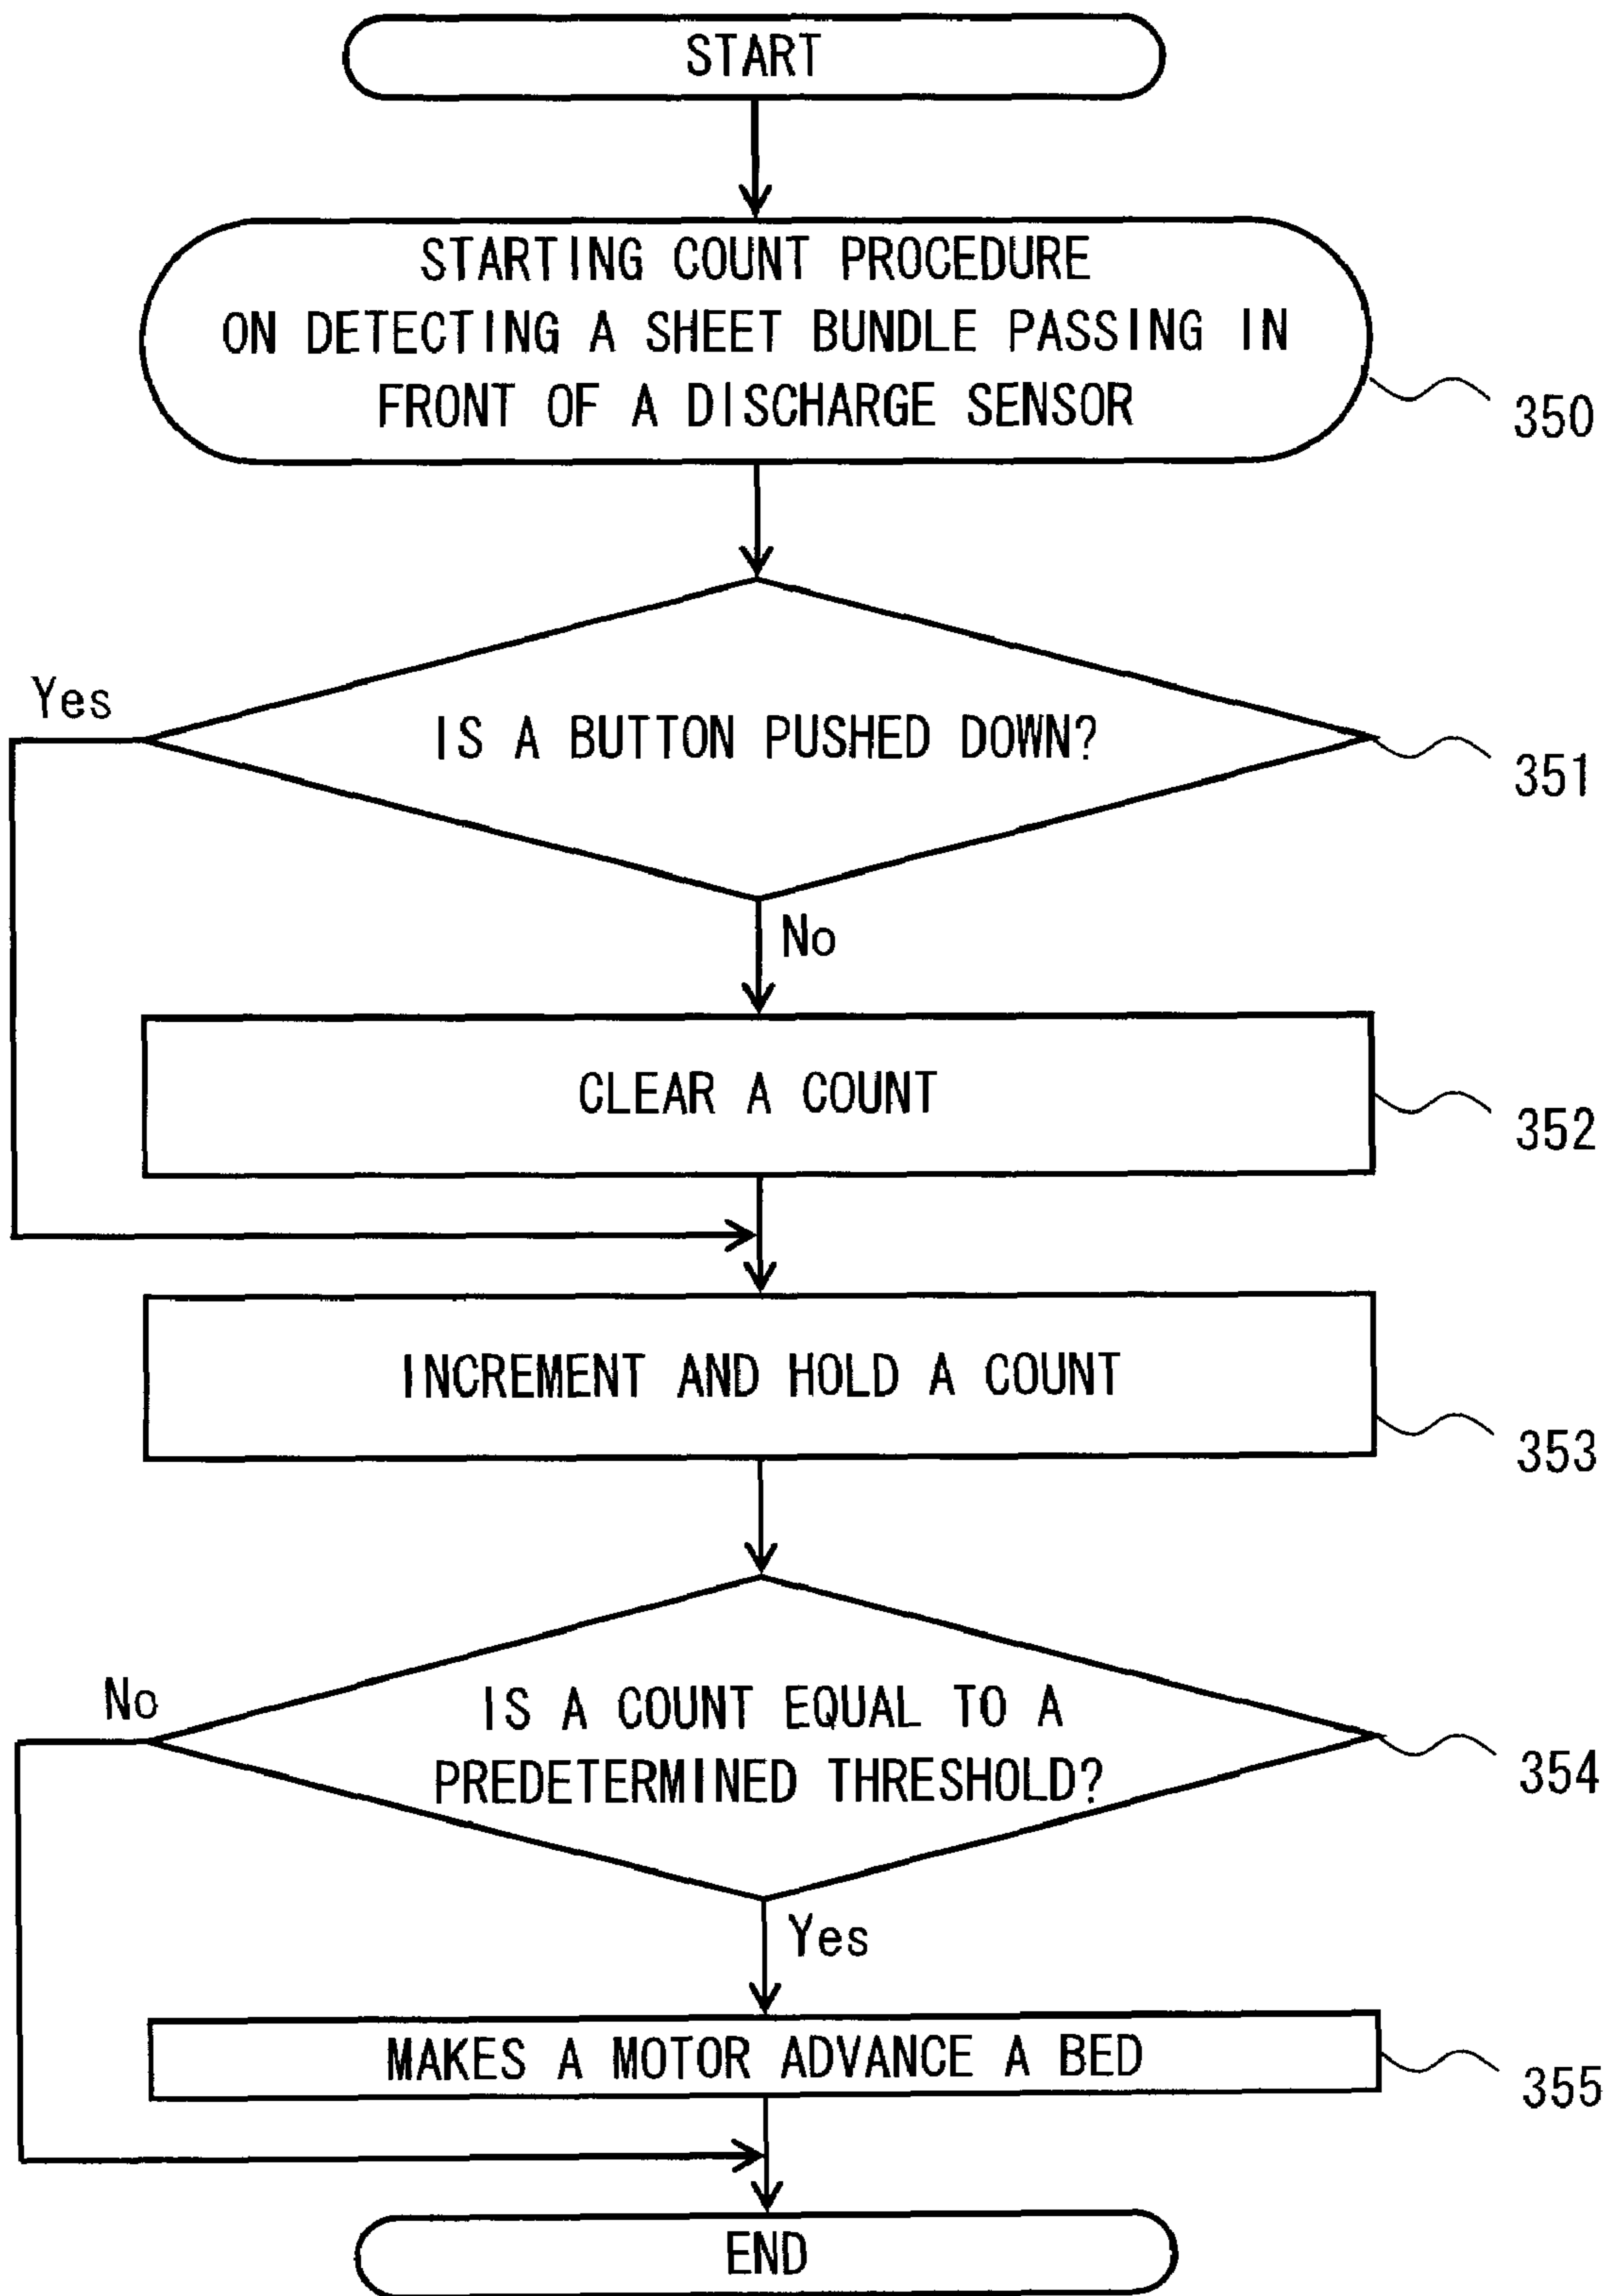 START
STARTING COUNT PROCEDURE
ON DETECTING A SHEET BUNDLE PASSING IN
FRONT OF A DISCHARGE SENSOR
350
Yes
IS A BUTTON PUSHED DOWN?
351
No
CLEAR A COUNT
352
INCREMENT AND HOLD A COUNT
353
No
IS A COUNT EQUAL TO A
PREDETERMINED THRESHOLD?
354
Yes
MAKES A MOTOR ADVANCE A BED
355
END